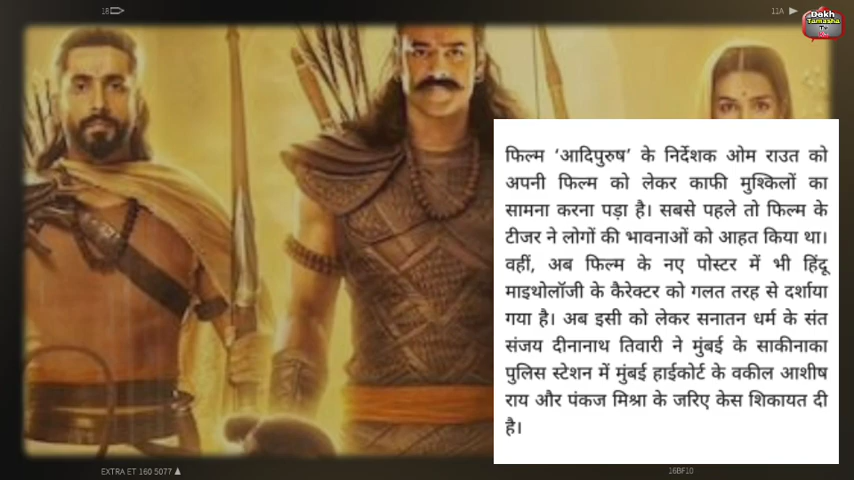 18
11A
Dekh
Tamasha
Tv
फिल्म ‘आदिपुरुष’ के निर्देशक ओम राउत को
अपनी फिल्म को लेकर काफी मुश्किलों का
सामना करना पड़ा है। सबसे पहले तो फिल्म के
टीजर ने लोगों की भावनाओं को आहत किया था।
वहीं, अब फिल्म के नए पोस्टर में भी हिंदू
माइथोलॉजी के कैरेक्टर को गलत तरह से दर्शाया
गया है। अब इसी को लेकर सनातन धर्म के संत
संजय दीनानाथ तिवारी ने मुंबई के साकीनाका
पुलिस स्टेशन में मुंबई हाईकोर्ट के वकील आशीष
राय और पंकज मिश्रा के जरिए केस शिकायत दी
है।
EXTRA ET 160 5077
16BF10